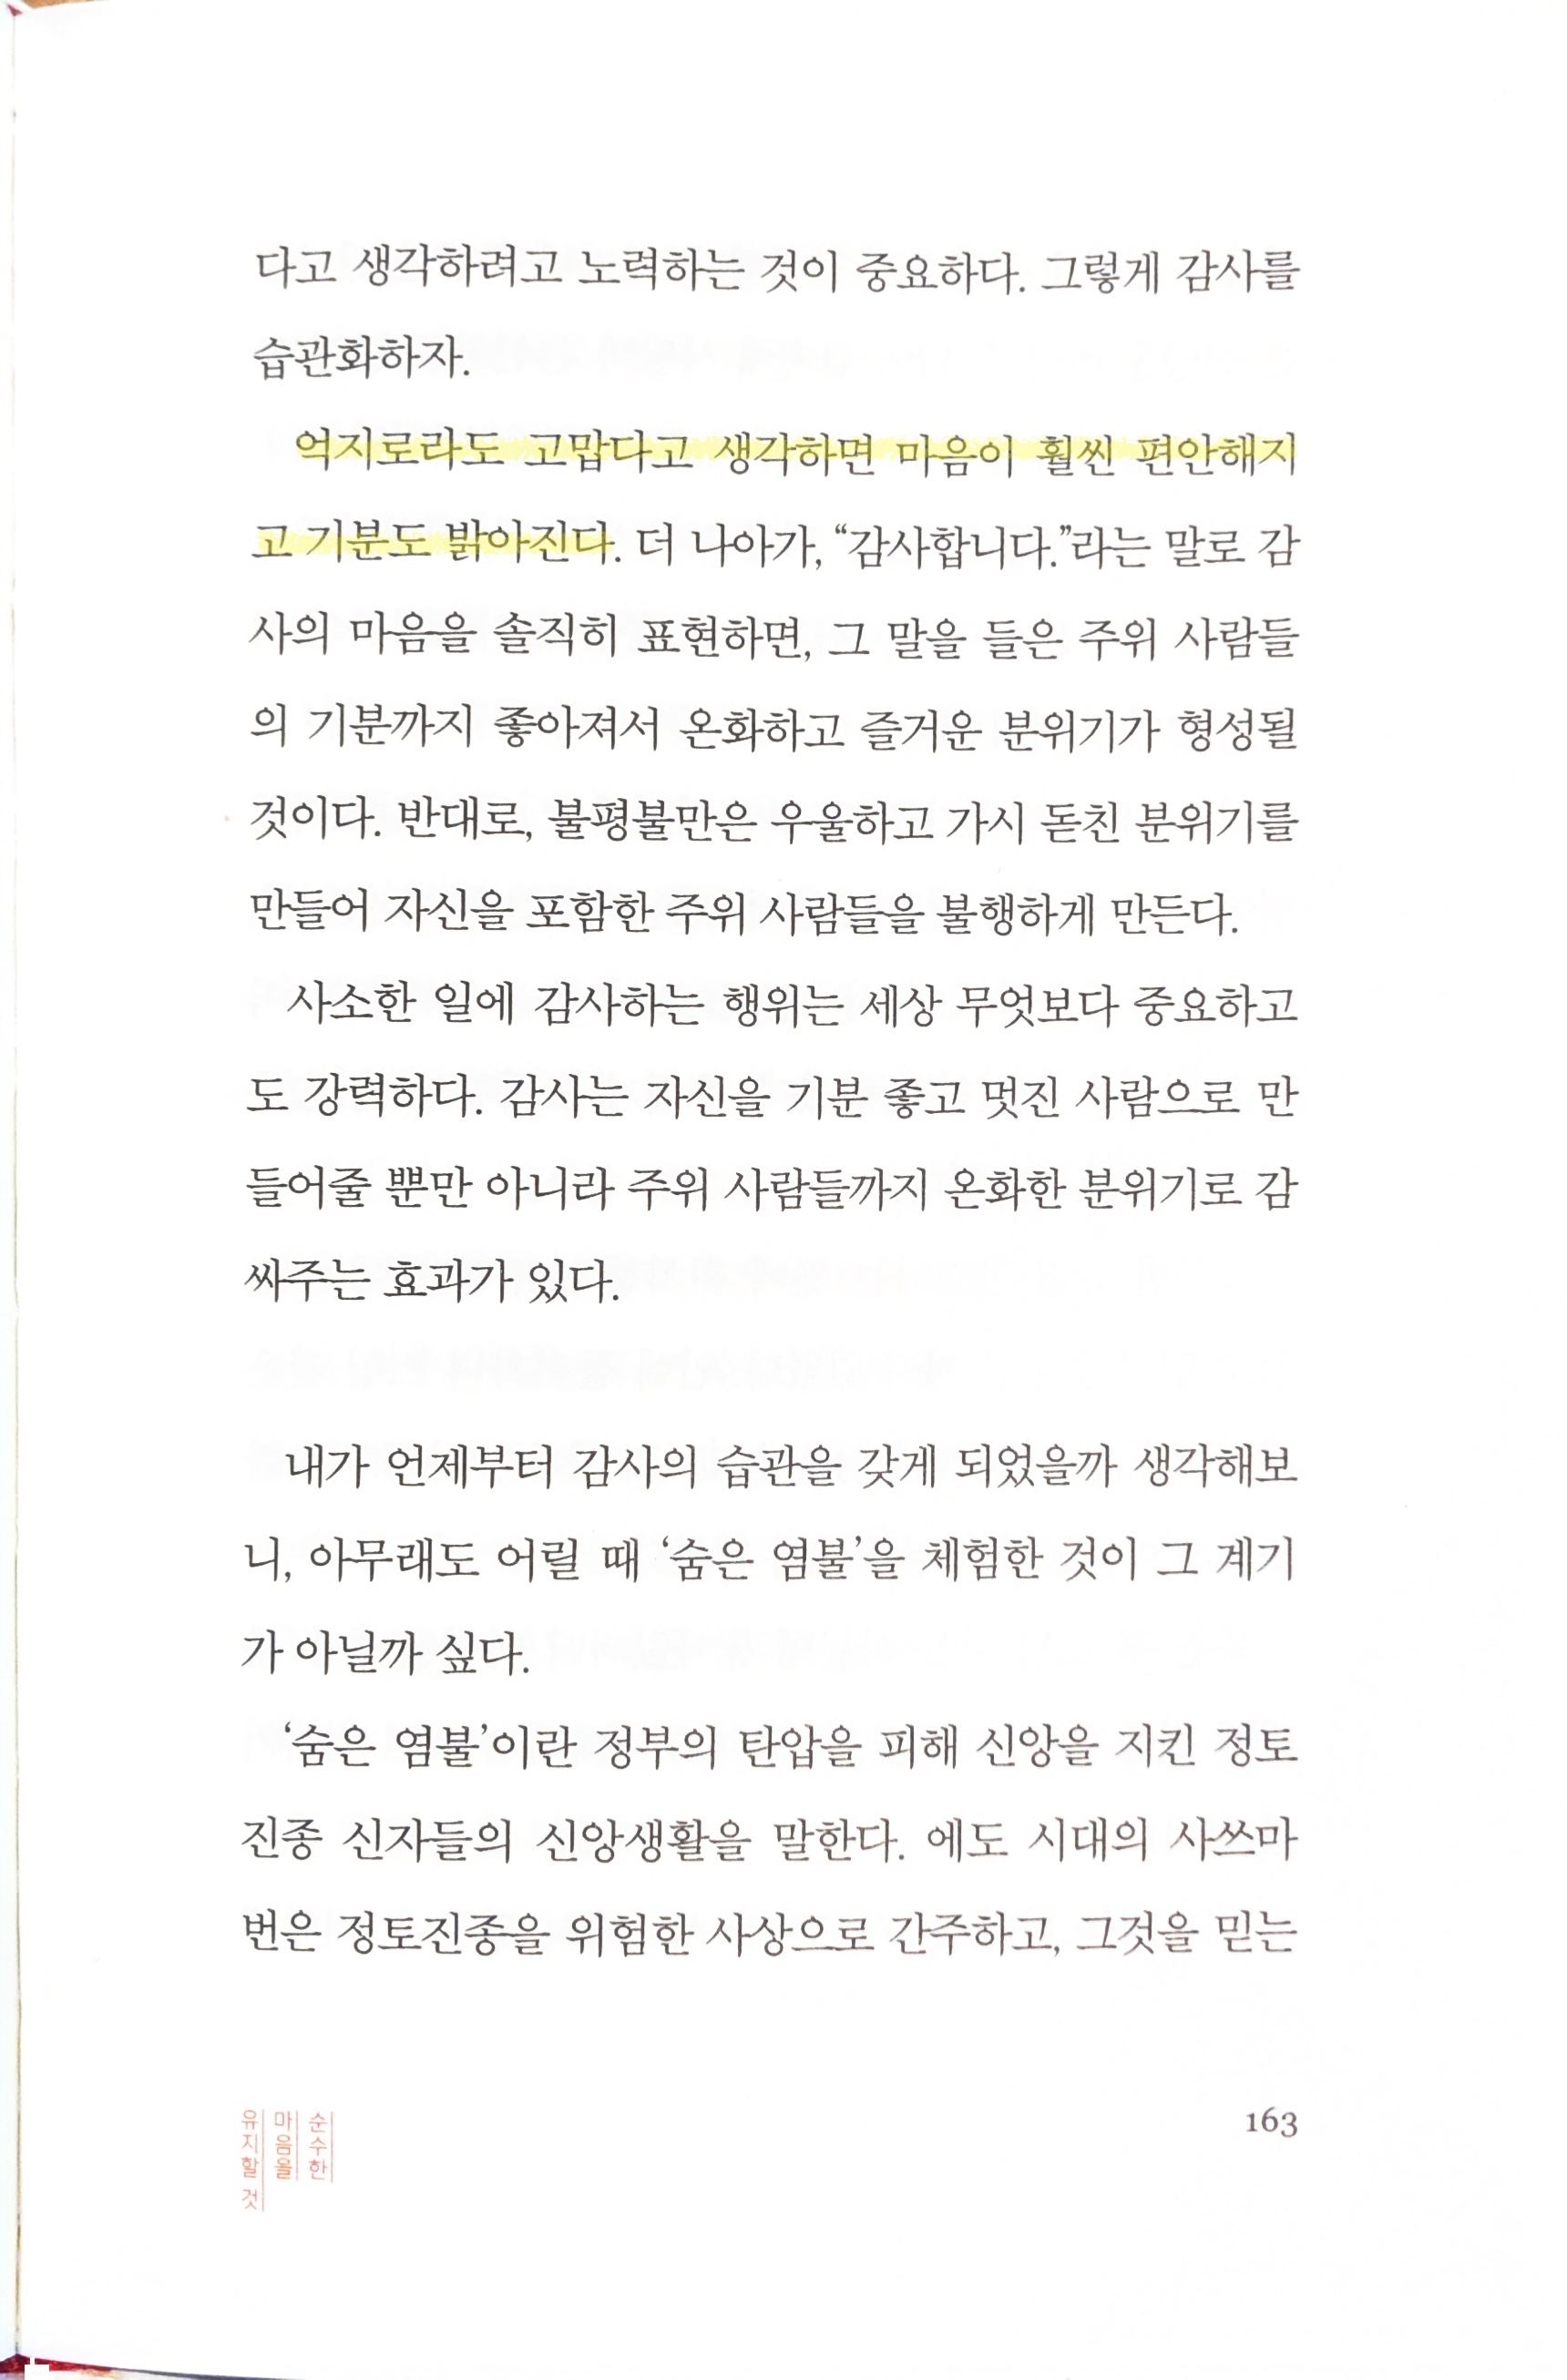 다고 생각하려고 노력하는 것이 중요하다. 그렇게 감사를
습관화하자.
억지로라도 고맙다고 생각하면 마음이 훨씬 편안해지
고 기분도 밝아진다. 더 나아가, “감사합니다.”라는 말로 감
사의 마음을 솔직히 표현하면, 그 말을 들은 주위 사람들
의 기분까지 좋아져서 온화하고 즐거운 분위기가 형성될
것이다. 반대로, 불평불만은 우울하고 가시 돋친 분위기를
만들어 자신을 포함한 주위 사람들을 불행하게 만든다.
사소한 일에 감사하는 행위는 세상 무엇보다 중요하고
도 강력하다. 감사는 자신을 기분 좋고 멋진 사람으로 만
들어줄 뿐만 아니라 주위 사람들까지 온화한 분위기로 감
싸주는 효과가 있다.
내가 언제부터 감사의 습관을 갖게 되었을까 생각해보
니, 아무래도 어릴 때 ‘숨은 염불’을 체험한 것이 그 계기
가 아닐까 싶다.
‘숨은 염불’이란 정부의 탄압을 피해 신앙을 지킨 정토
진종 신자들의 신앙생활을 말한다. 에도 시대의 사쓰마
번은 정토진종을 위험한 사상으로 간주하고, 그것을 믿는
순수한
마음을
유지할 것
163